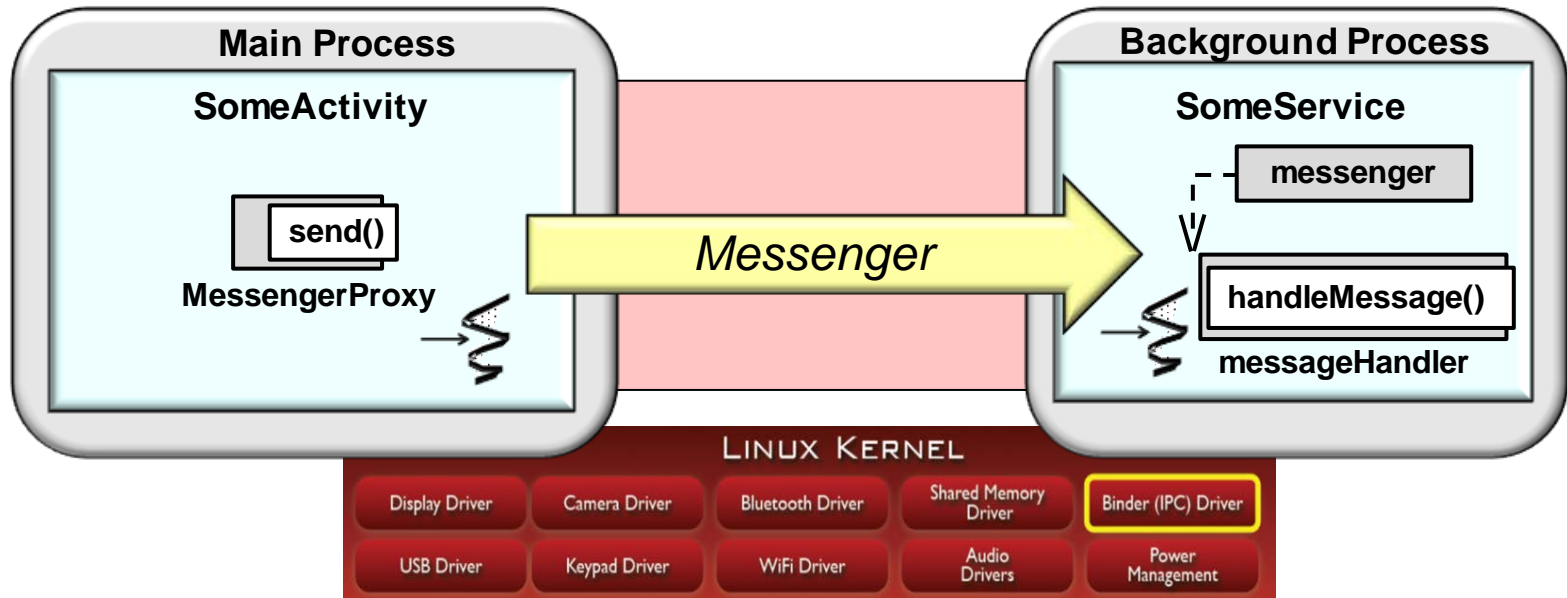 Main Process
SomeActivity
send()
MessengerProxy
Messenger
Background Process
SomeService
messenger
handleMessage()
messageHandler
LINUX KERNEL
Display Driver
Camera Driver
Bluetooth Driver
Shared Memory
Driver
Binder (IPC) Driver
USB Driver
Keypad Driver
WiFi Driver
Audio
Drivers
Power
Management